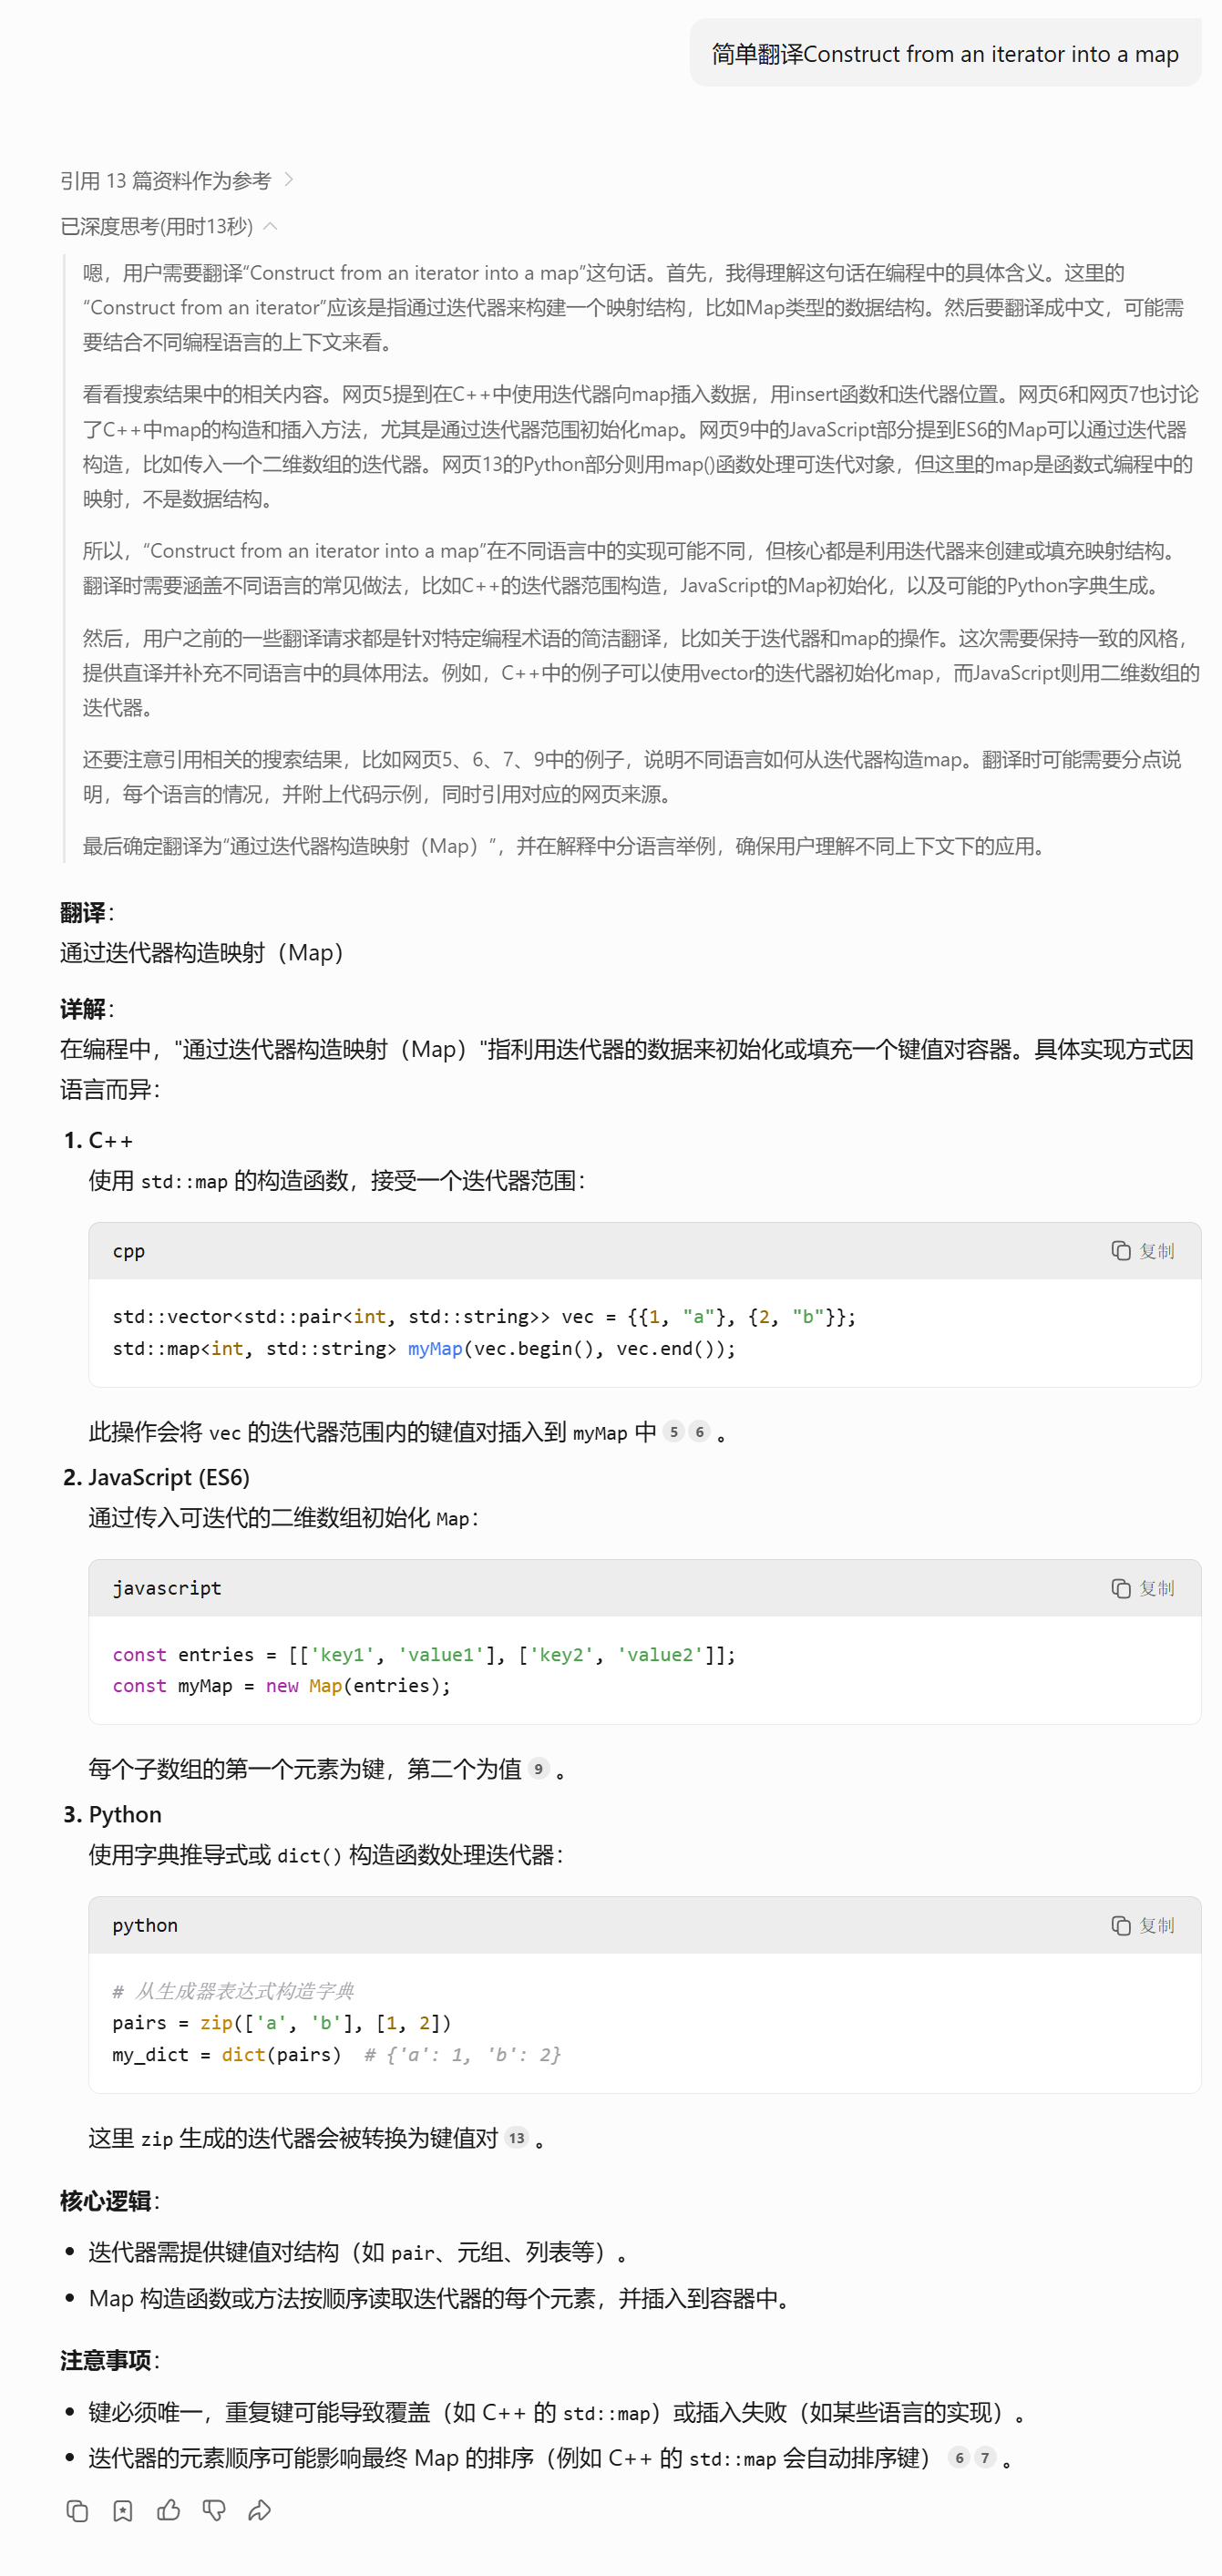 简单翻译Construct from an iterator into a map
引用 13 篇资料作为参考
已深度思考(用时13秒)
嗯，用户需要翻译“Construct from an iterator into a map”这句话。首先，我得理解这句话在编程中的具体含义。这里的
“Construct from an iterator”应该是指通过迭代器来构建一个映射结构，比如Map类型的数据结构。然后要翻译成中文，可能需
要结合不同编程语言的上下文来看。
看看搜索结果中的相关内容。网页5提到在C++中使用迭代器向map插入数据，用insert函数和迭代器位置。网页6和网页7也讨论
了C++中map的构造和插入方法，尤其是通过迭代器范围初始化map。网页9中的JavaScript部分提到ES6的Map可以通过迭代器
构造，比如传入一个二维数组的迭代器。网页13的Python部分则用map()函数处理可迭代对象，但这里的map是函数式编程中的
映射，不是数据结构。
所以，“Construct from an iterator into a map”在不同语言中的实现可能不同，但核心都是利用迭代器来创建或填充映射结构。
翻译时需要涵盖不同语言的常见做法，比如C++的迭代器范围构造，JavaScript的Map初始化，以及可能的Python字典生成。
然后，用户之前的一些翻译请求都是针对特定编程术语的简洁翻译，比如关于迭代器和map的操作。这次需要保持一致的风格，
提供直译并补充不同语言中的具体用法。例如，C++中的例子可以使用vector的迭代器初始化map，而JavaScript则用二维数组的
迭代器。
还要注意引用相关的搜索结果，比如网页5、6、7、9中的例子，说明不同语言如何从迭代器构造map。翻译时可能需要分点说
明，每个语言的情况，并附上代码示例，同时引用对应的网页来源。
最后确定翻译为“通过迭代器构造映射（Map）”，并在解释中分语言举例，确保用户理解不同上下文下的应用。
翻译：
通过迭代器构造映射（Map）
详解：
在编程中，"通过迭代器构造映射（Map）"指利用迭代器的数据来初始化或填充一个键值对容器。具体实现方式因
语言而异：
1. C++
使用 std::map 的构造函数，接受一个迭代器范围：
cpp 复制
std::vector<std::pair<int, std::string>> vec = {{1, "a"}, {2, "b"}};
std::map<int, std::string> myMap(vec.begin(), vec.end());
此操作会将 vec 的迭代器范围内的键值对插入到 myMap 中 5 6 。
2. JavaScript (ES6)
通过传入可迭代的二维数组初始化 Map：
javascript 复制
const entries = [['key1', 'value1'], ['key2', 'value2']];
const myMap = new Map(entries);
每个子数组的第一个元素为键，第二个为值 9 。
3. Python
使用字典推导式或 dict() 构造函数处理迭代器：
python 复制
# 从生成器表达式构造字典
pairs = zip(['a', 'b'], [1, 2])
my_dict = dict(pairs)  # {'a': 1, 'b': 2}
这里 zip 生成的迭代器会被转换为键值对 13 。
核心逻辑：
• 迭代器需提供键值对结构（如 pair、元组、列表等）。
• Map 构造函数或方法按顺序读取迭代器的每个元素，并插入到容器中。
注意事项：
• 键必须唯一，重复键可能导致覆盖（如 C++ 的 std::map）或插入失败（如某些语言的实现）。
• 迭代器的元素顺序可能影响最终 Map 的排序（例如 C++ 的 std::map 会自动排序键） 6 7 。